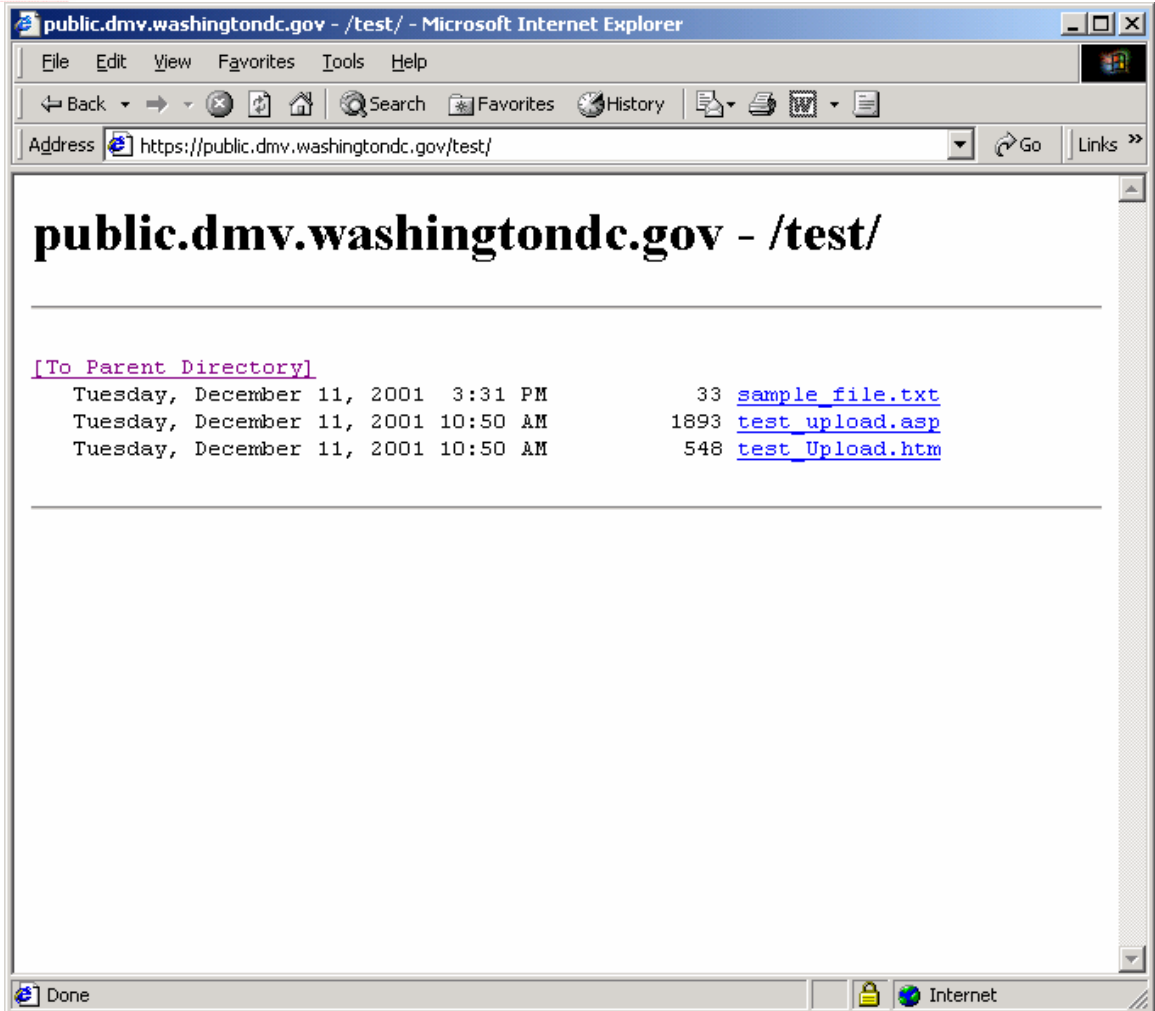 public.dmv.washingtondc.gov - /test/ - Microsoft Internet Explorer
File Edit View Favorites Tools Help
Back Search Favorites History
Address https://public.dmv.washingtondc.gov/test/ Go Links »
public.dmv.washingtondc.gov - /test/
[To Parent Directory]
Tuesday, December 11, 2001 3:31 PM 33 sample_file.txt
Tuesday, December 11, 2001 10:50 AM 1893 test_upload.asp
Tuesday, December 11, 2001 10:50 AM 548 test_Upload.htm
Done Internet